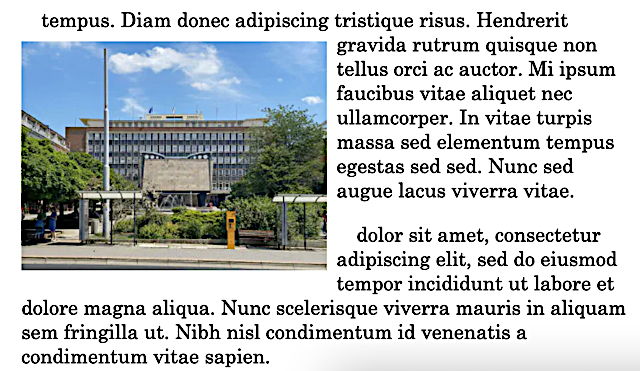 tempus. Diam donec adipiscing tristique risus. Hendrerit
gravida rutrum quisque non
tellus orci ac auctor. Mi ipsum
faucibus vitae aliquet nec
ullamcorper. In vitae turpis
massa sed elementum tempus
egestas sed sed. Nunc sed
augue lacus viverra vitae.
dolor sit amet, consectetur
adipiscing elit, sed do eiusmod
tempor incididunt ut labore et
dolore magna aliqua. Nunc scelerisque viverra mauris in aliquam
sem fringilla ut. Nibh nisl condimentum id venenatis a
condimentum vitae sapien.